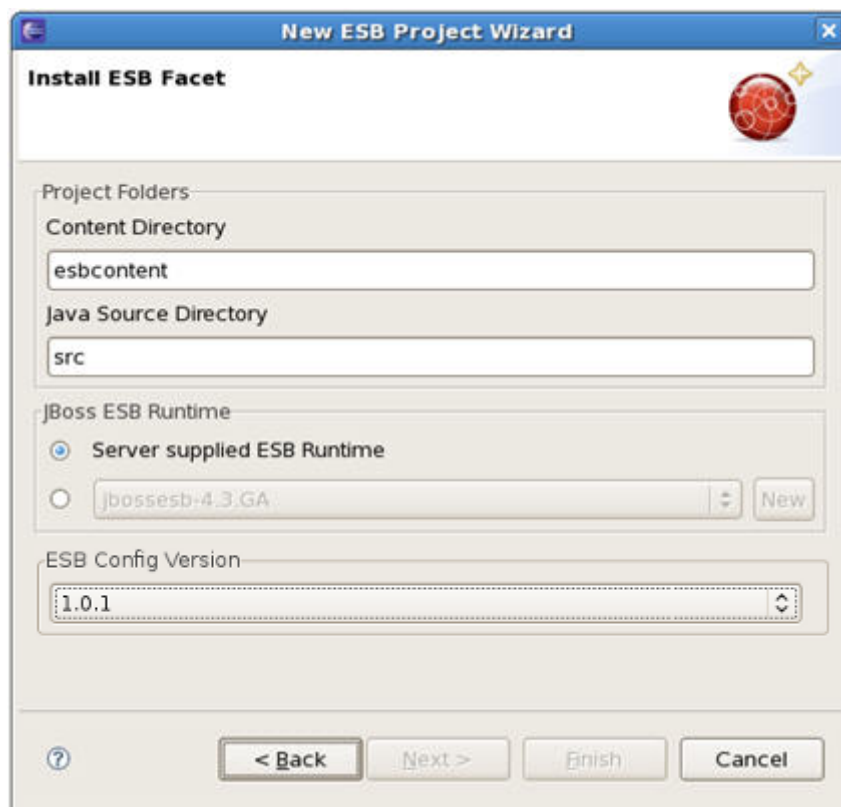 New ESB Project Wizard
Install ESB Facet
Project Folders
Content Directory
esbcontent
Java Source Directory
src
JBoss ESB Runtime
Server supplied ESB Runtime
jbossesb-4.3.GA
New
ESB Config Version
1.0.1
< Back Next > Finish Cancel